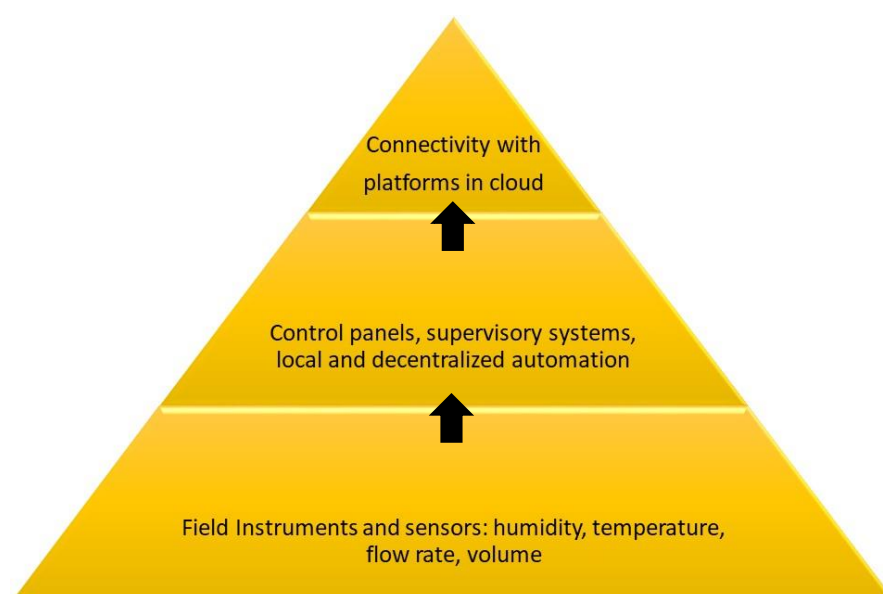 Connectivity with
platforms in cloud
Control panels, supervisory systems,
local and decentralized automation
Field Instruments and sensors: humidity, temperature,
flow rate, volume